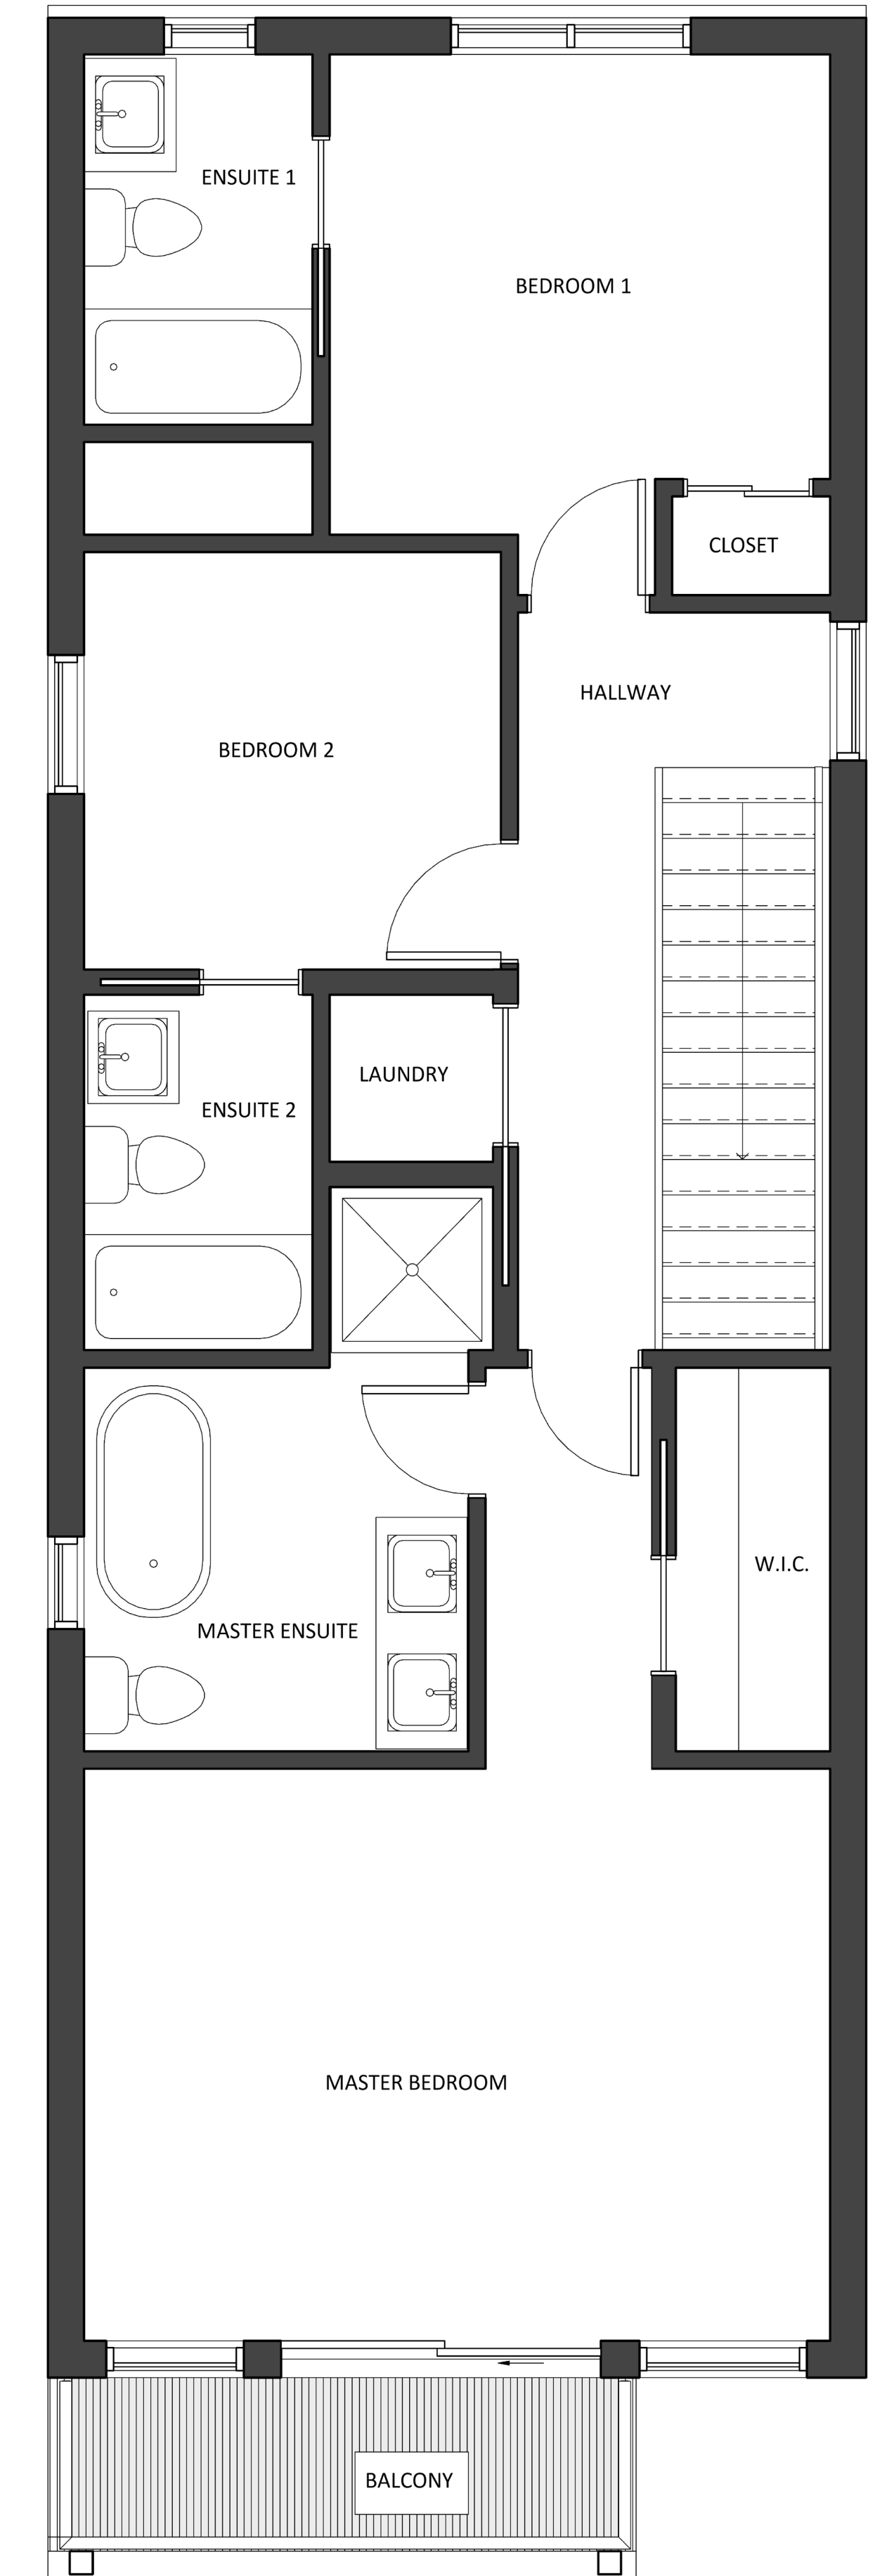 ENSUITE 1
BEDROOM 1
CLOSET
HALLWAY
BEDROOM 2
LAUNDRY
ENSUITE 2
W.I.C.
MASTER ENSUITE
MASTER BEDROOM
BALCONY